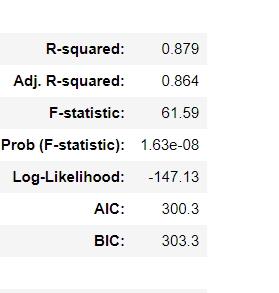 R-squared: 0.879
Adj. R-squared: 0.864
F-statistic: 61.59
Prob (F-statistic): 1.63e-08
Log-Likelihood: -147.13
AIC: 300.3
BIC: 303.3